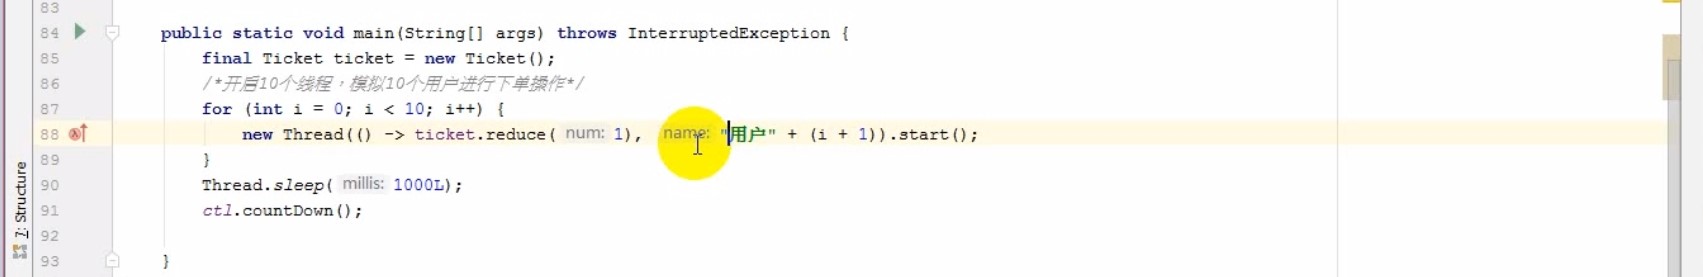 83
84 public static void main(String[] args) throws InterruptedException {
85 final Ticket ticket = new Ticket();
86 /*开启10个线程，模拟10个用户进行下单操作*/
87 for (int i = 0; i < 10; i++) {
88 new Thread(() -> ticket.reduce( num: 1), name: "用户" + (i + 1)).start();
89 }
90 Thread.sleep( millis: 1000L);
91 ctl.countDown();
92
93 }
7: Structure